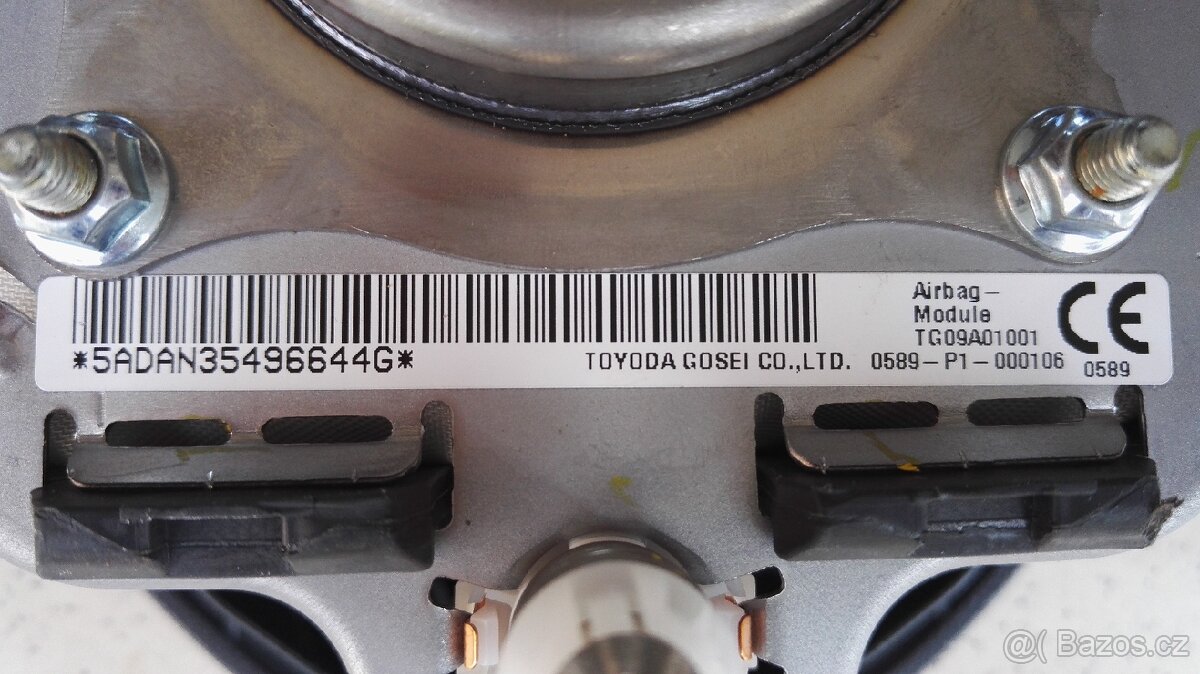 Airbag-
Module
TG09A01001
CE
*5ADAN35496644G*
TOYODA GOSEI CO.,LTD. 0589-P1-000106
0589
@( Bazos.cz